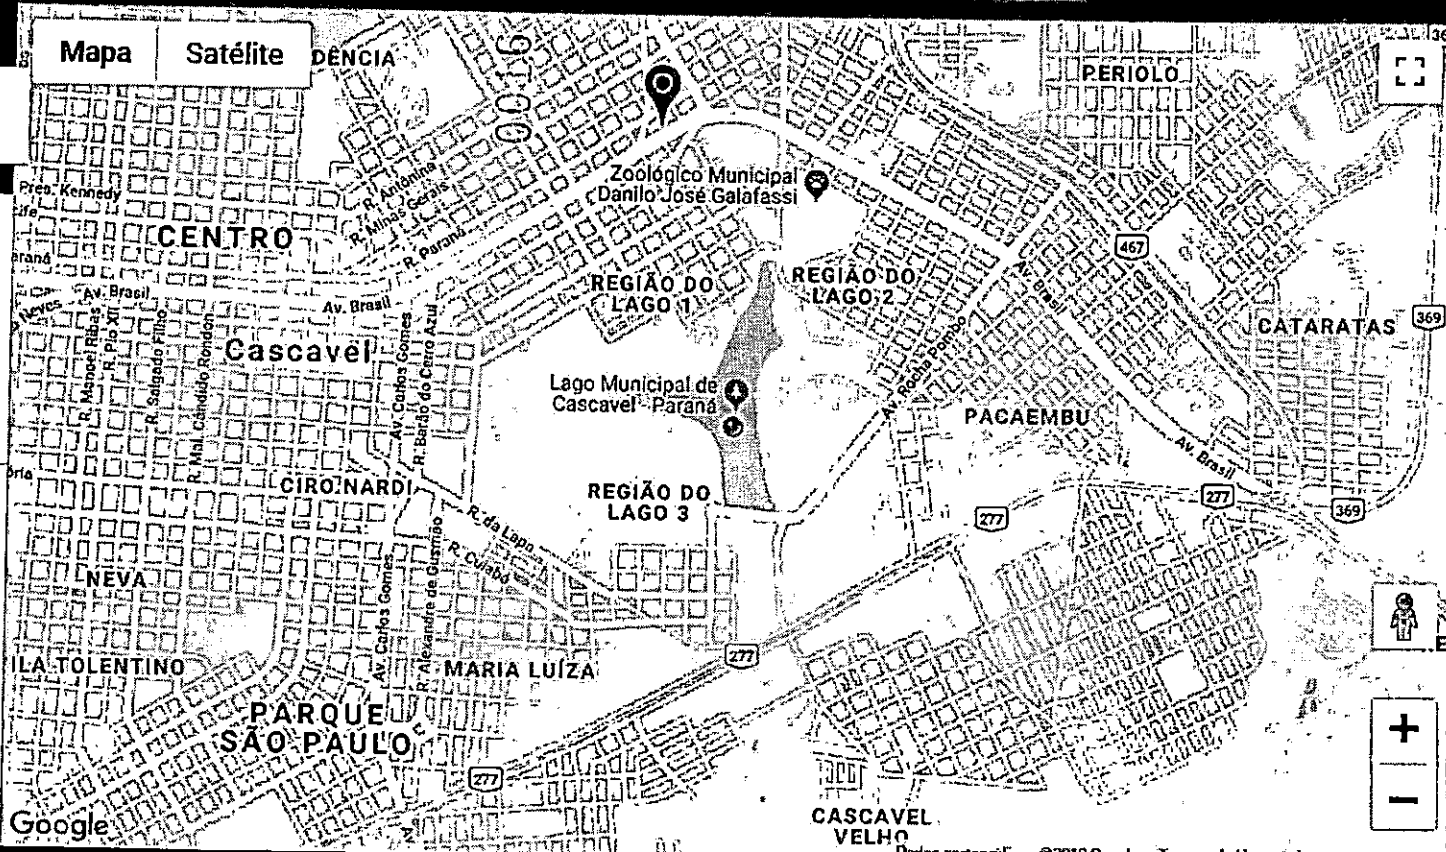 Mapa
Satélite
DÊNCIA
PERIOLO
00:16
Zoológico Municipal
Danilo José Galafassi
Pres. Kennedy
R. Antonina
R. Minas Gerais
R. Paraná
CENTRO
467
REGIÃO DO
LAGO 1
REGIÃO DO
LAGO 2
Av. Brasil
Av. Brasil
Av. Brasil
369
CATARATAS
R. Manoel Ribas
R. Pio XII
R. Salgado Filho
R. Mal. Cândido Rondon
Cascavel
Av. Carlos Gomes
R. Barão do Cerro Azul
Av. Rocha Pombo
Lago Municipal de
Cascavel - Paraná
PACAEMBU
Av. Brasil
CIRO NARDI
REGIÃO DO
LAGO 3
277
277
369
R. da Lapa
R. Cuiabá
NEVA
Av. Carlos Gomes
R. Alexandre de Gusmão
277
ILA TOLENTINO
MARIA LUÍZA
PARQUE
SÃO PAULO
277
CASCAVEL
VELHO
Google